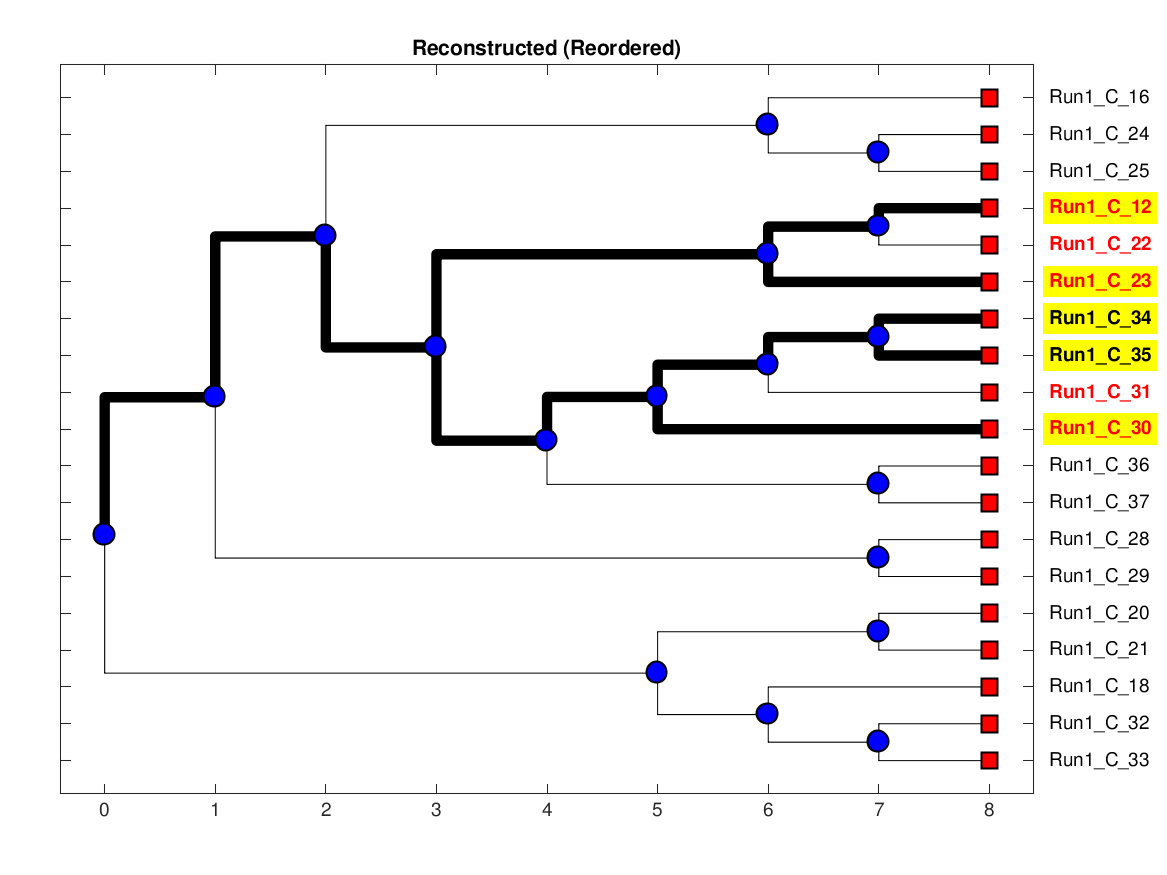 Reconstructed (Reordered)
Run1_C_16
Run1_C_24
Run1_C_25
Run1_C_12
Run1_C_22
Run1_C_23
Run1_C_34
Run1_C_35
Run1_C_31
Run1_C_30
Run1_C_36
Run1_C_37
Run1_C_28
Run1_C_29
Run1_C_20
Run1_C_21
Run1_C_18
Run1_C_32
Run1_C_33
0 1 2 3 4 5 6 7 8